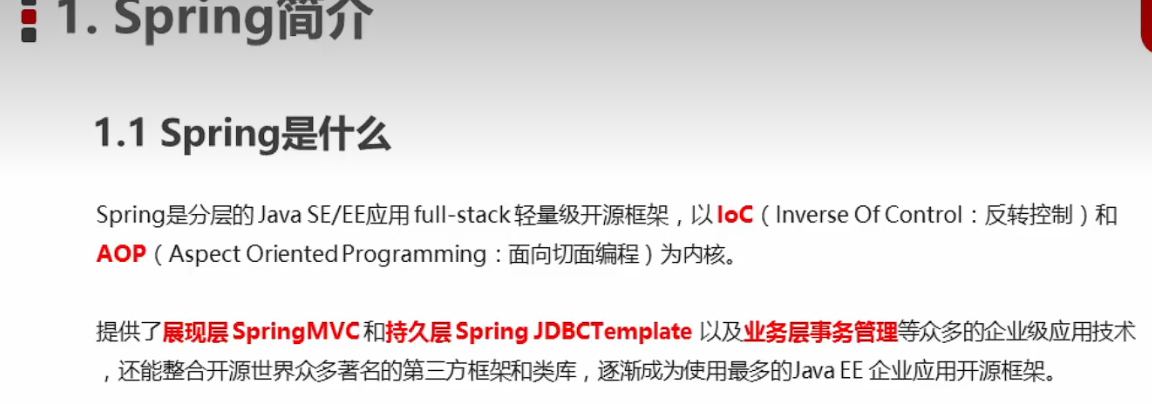 1. Spring简介
1.1 Spring是什么
Spring是分层的 Java SE/EE应用 full-stack 轻量级开源框架，以 IoC（Inverse Of Control：反转控制）和
AOP（Aspect Oriented Programming：面向切面编程）为内核。
提供了展现层 SpringMVC 和持久层 Spring JDBCTemplate 以及业务层事务管理等众多的企业级应用技术
，还能整合开源世界众多著名的第三方框架和类库，逐渐成为使用最多的Java EE 企业应用开源框架。